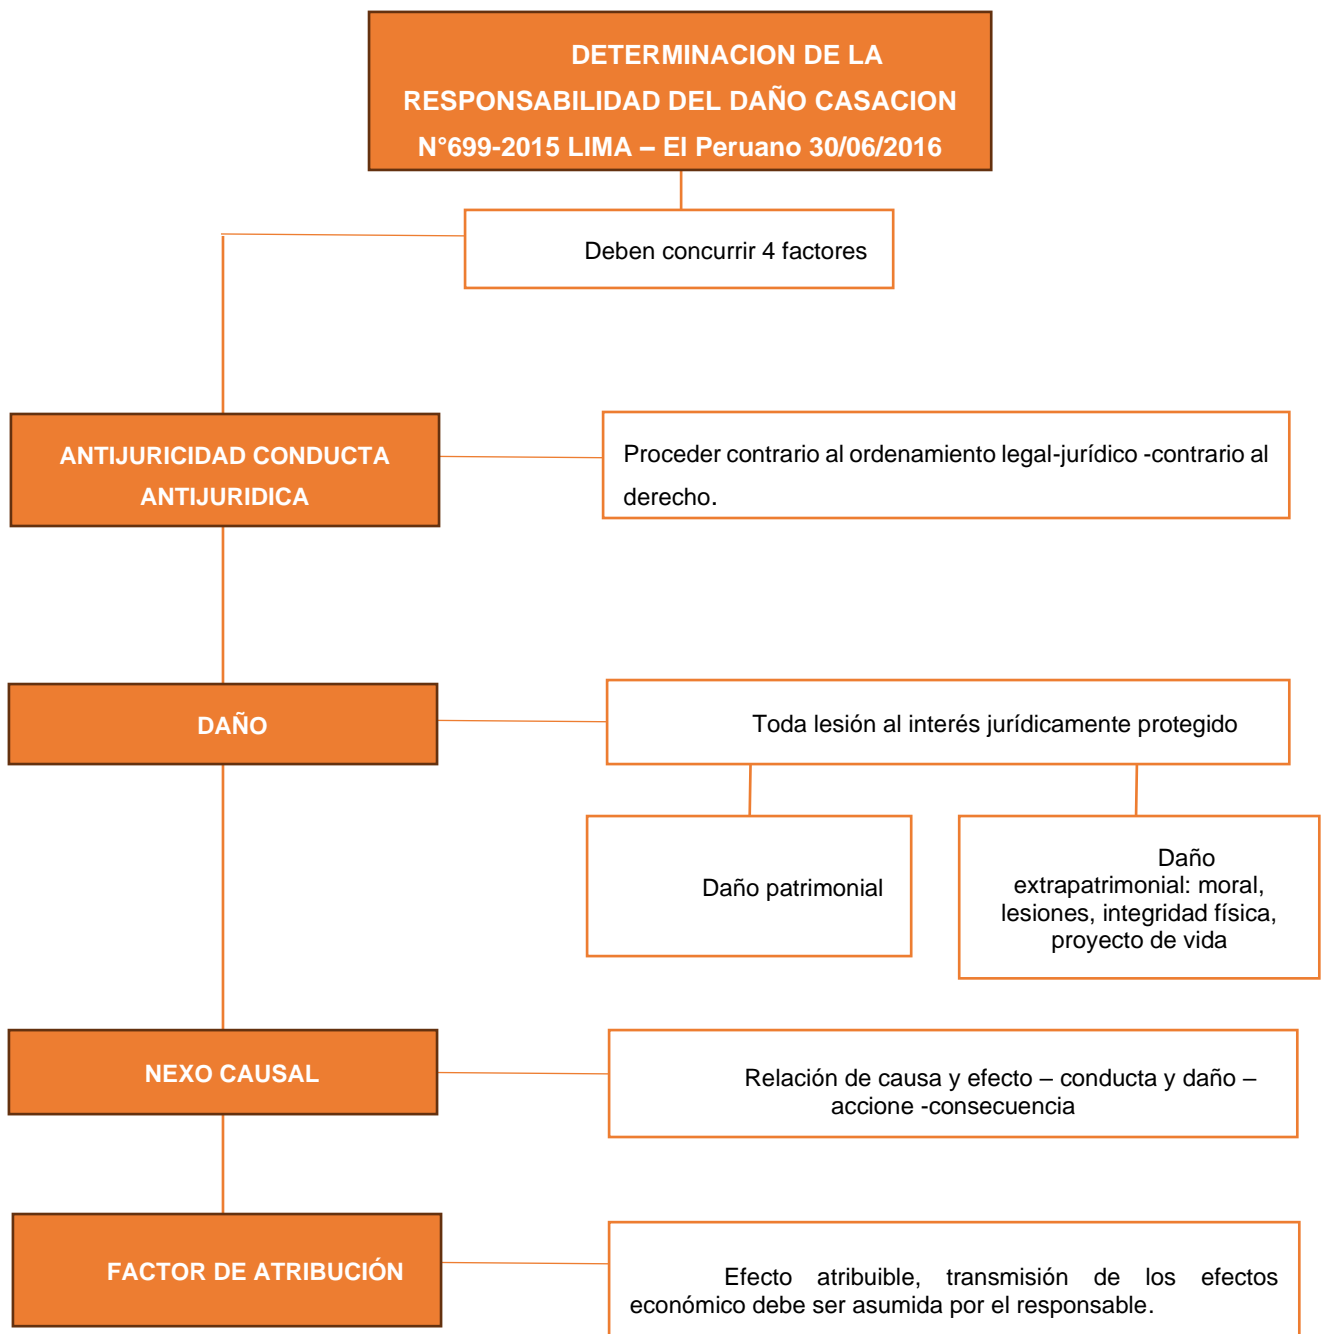 DETERMINACION DE LA
RESPONSABILIDAD DEL DAÑO CASACION
N°699-2015 LIMA – El Peruano 30/06/2016
Deben concurrir 4 factores
ANTIJURICIDAD CONDUCTA
ANTIJURIDICA
Proceder contrario al ordenamiento legal-jurídico -contrario al
derecho.
DAÑO
Toda lesión al interés jurídicamente protegido
Daño patrimonial
Daño
extrapatrimonial: moral,
lesiones, integridad física,
proyecto de vida
NEXO CAUSAL
Relación de causa y efecto – conducta y daño –
accione -consecuencia
FACTOR DE ATRIBUCIÓN
Efecto atribuible, transmisión de los efectos
económico debe ser asumida por el responsable.